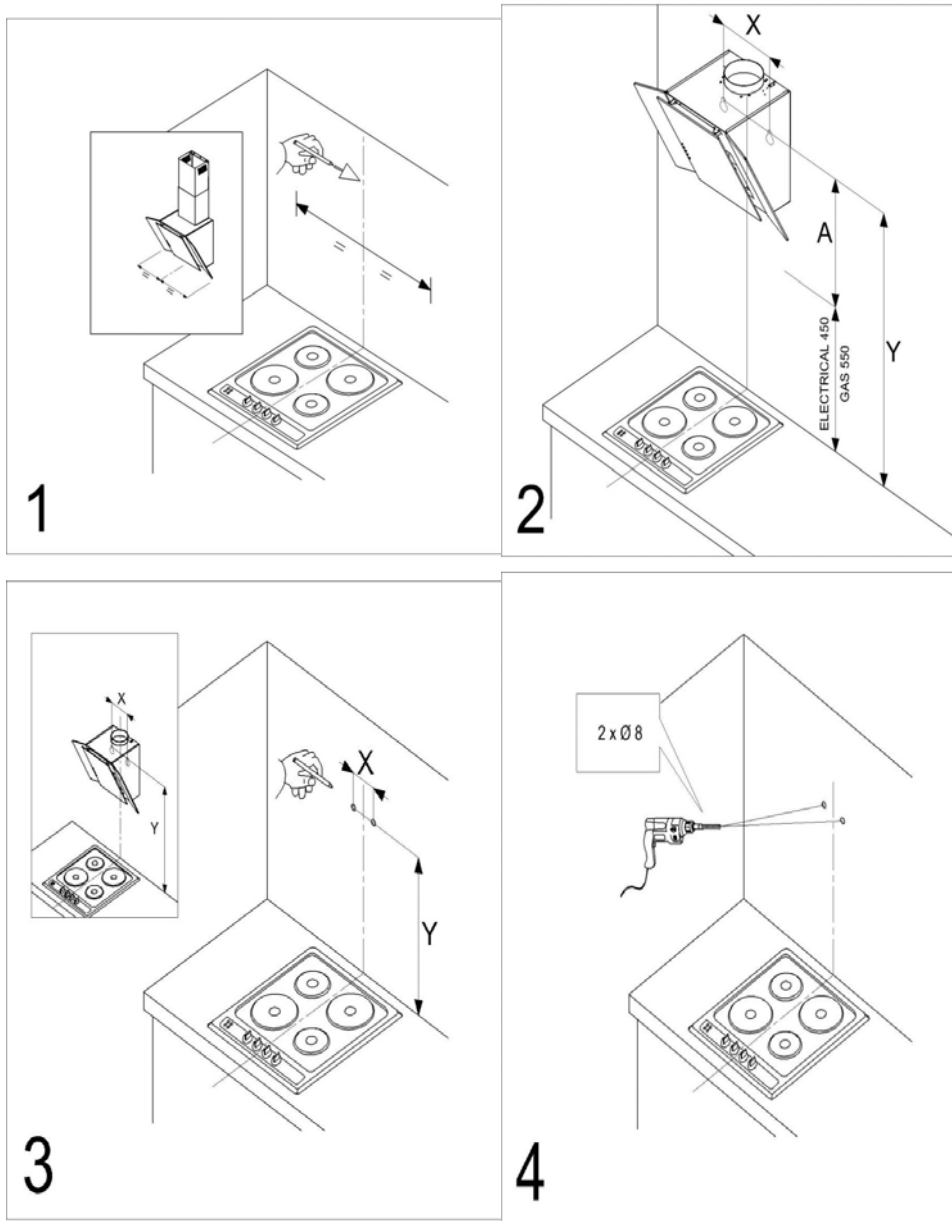 =
=
=
=
1
X
A
ELECTRICAL 450
GAS 550
Y
2
X
Y
X
Y
3
2 x Ø 8
4